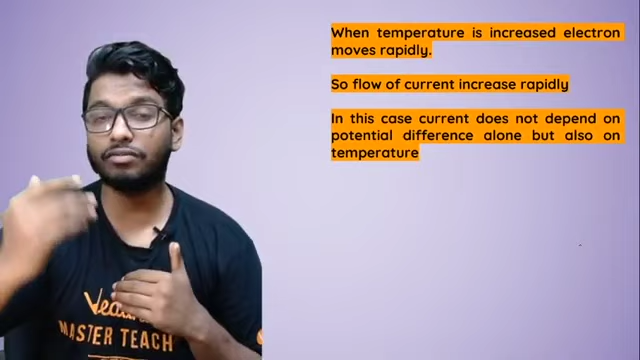 When temperature is increased electron
moves rapidly.
So flow of current increase rapidly
In this case current does not depend on
potential difference alone but also on
temperature
MASTER TEACH